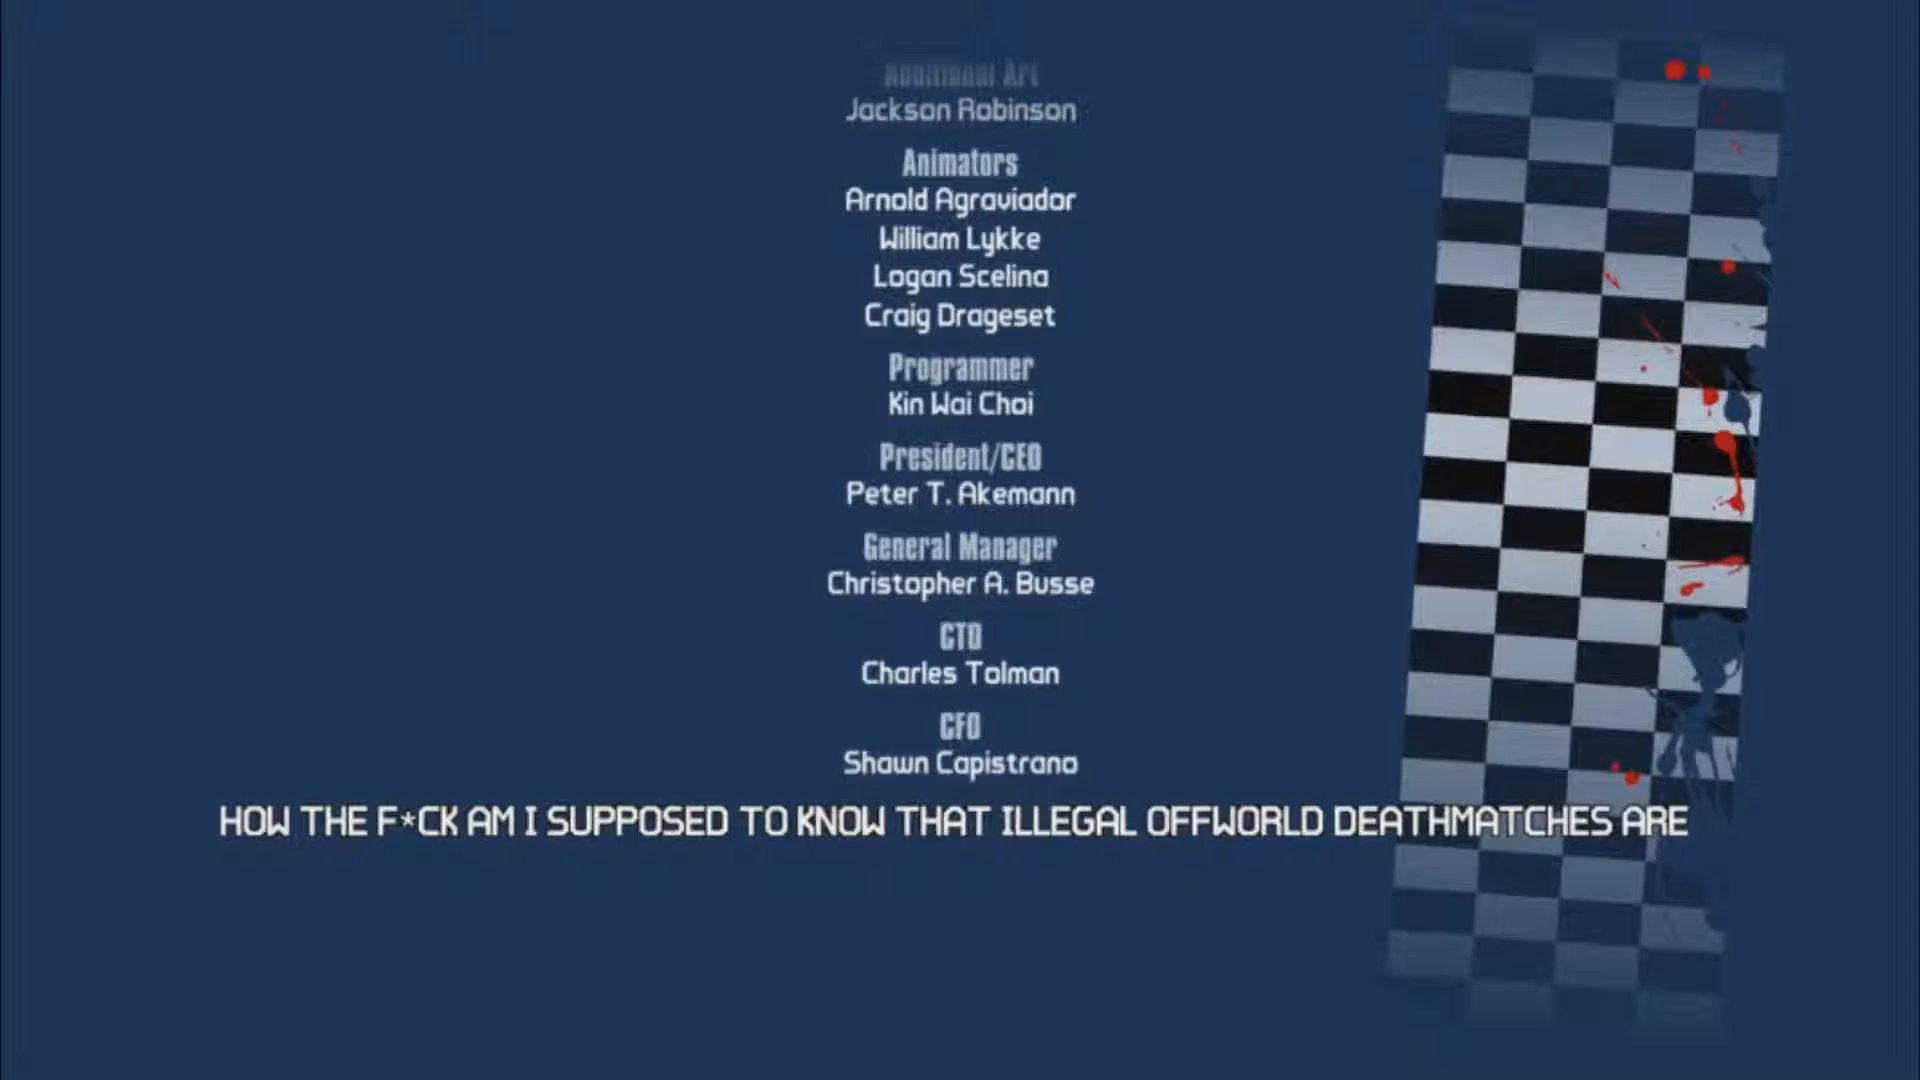 Additional Art
Jackson Robinson
Animators
Arnold Agraviador
William Lykke
Logan Scelina
Craig Drageset
Programmer
Kin Wai Choi
President/CEO
Peter T. Akemann
General Manager
Christopher A. Busse
CTO
Charles Tolman
CFO
Shawn Capistrano
HOW THE F*CK AM I SUPPOSED TO KNOW THAT ILLEGAL OFFWORLD DEATHMATCHES ARE